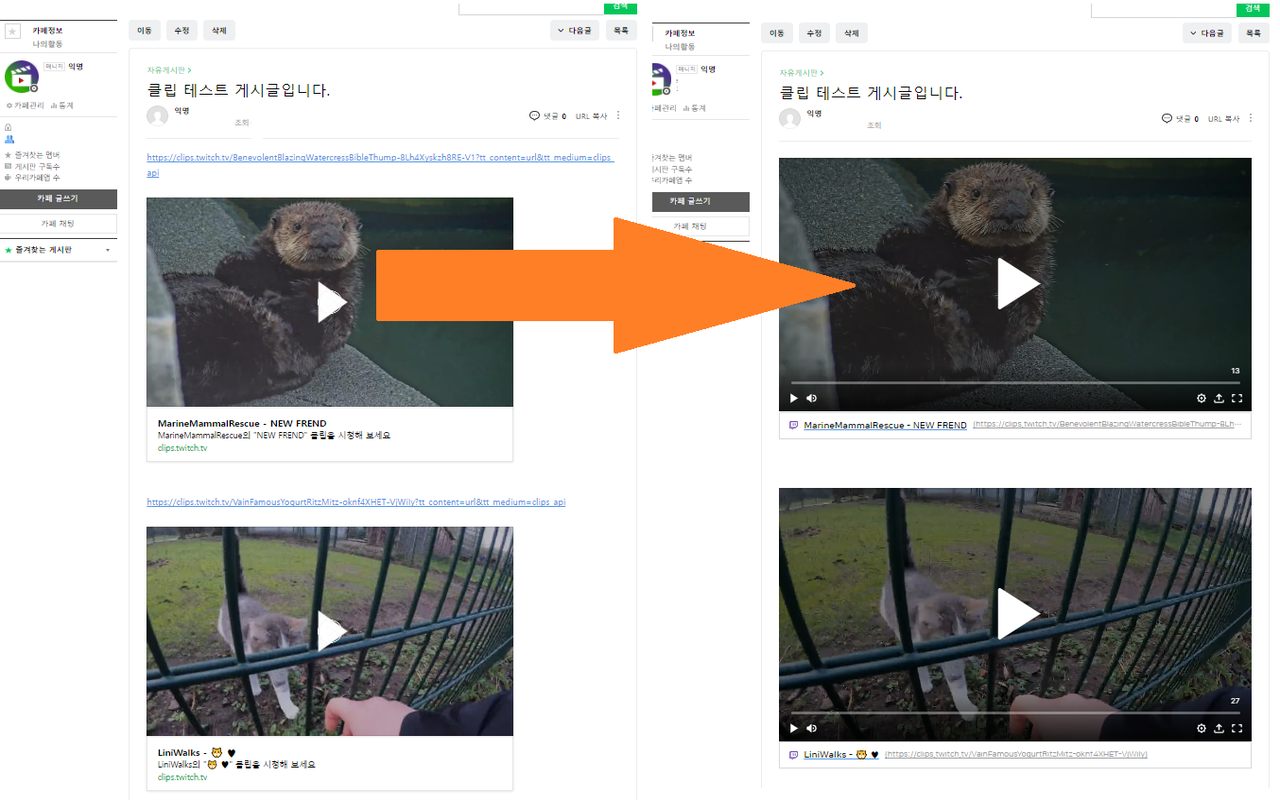 검색
카페정보
나의활동
매니저 익명
카페관리 통계
즐겨찾는 멤버
게시판 구독수
우리카페앱 수
카페 글쓰기
카페 채팅
즐겨찾는 게시판
이동 수정 삭제
다음글 목록
자유게시판 >
클립 테스트 게시글입니다.
익명
조회
댓글 0 URL 복사
https://clips.twitch.tv/BenevolentBlazingWatercressBibleThump-8Lh4Xyskzh8RE-V1?tt_content=url&tt_medium=clips_
api
MarineMammalRescue - NEW FREND
MarineMammalRescue의 "NEW FREND" 클립을 시청해 보세요
clips.twitch.tv
https://clips.twitch.tv/VainFamousYogurtRitzMitz-oknf4XHET-VjWiIv?tt_content=url&tt_medium=clips_api
LiniWalks - 🐱 ♥
LiniWalks의 "🐱 ♥" 클립을 시청해 보세요
clips.twitch.tv
검색
카페정보
나의활동
매니저 익명
카페관리 통계
즐겨찾는 멤버
게시판 구독수
우리카페앱 수
카페 글쓰기
카페 채팅
이동 수정 삭제
다음글 목록
자유게시판 >
클립 테스트 게시글입니다.
익명
조회
댓글 0 URL 복사
13
MarineMammalRescue - NEW FREND (https://clips.twitch.tv/BenevolentBlazingWatercressBibleThump-8Lh···
27
LiniWalks - 🐱 ♥ (https://clips.twitch.tv/VainFamousYogurtRitzMitz-oknf4XHET-VjWiIv)